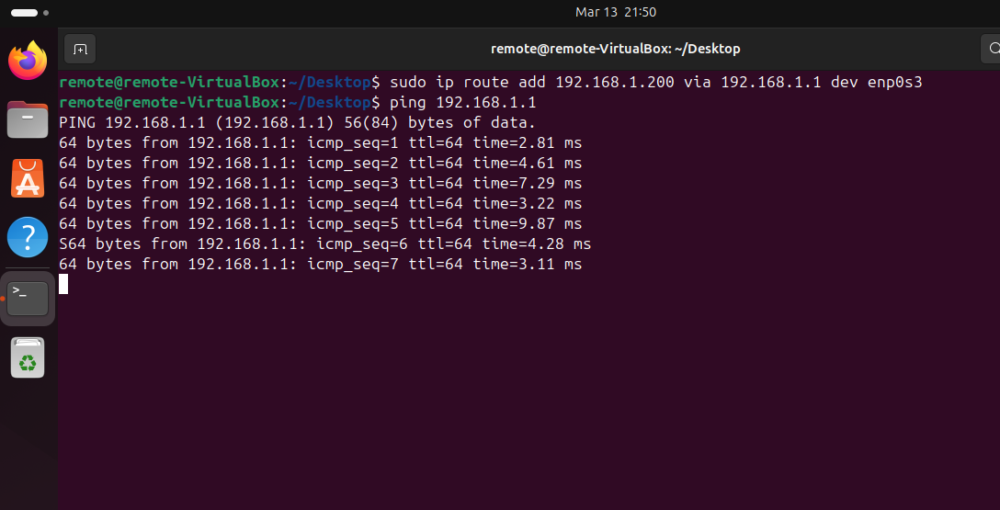 Mar 13 21:50
remote@remote-VirtualBox: ~/Desktop
remote@remote-VirtualBox:~/Desktop$ sudo ip route add 192.168.1.200 via 192.168.1.1 dev enp0s3
remote@remote-VirtualBox:~/Desktop$ ping 192.168.1.1
PING 192.168.1.1 (192.168.1.1) 56(84) bytes of data.
64 bytes from 192.168.1.1: icmp_seq=1 ttl=64 time=2.81 ms
64 bytes from 192.168.1.1: icmp_seq=2 ttl=64 time=4.61 ms
64 bytes from 192.168.1.1: icmp_seq=3 ttl=64 time=7.29 ms
64 bytes from 192.168.1.1: icmp_seq=4 ttl=64 time=3.22 ms
64 bytes from 192.168.1.1: icmp_seq=5 ttl=64 time=9.87 ms
S64 bytes from 192.168.1.1: icmp_seq=6 ttl=64 time=4.28 ms
64 bytes from 192.168.1.1: icmp_seq=7 ttl=64 time=3.11 ms